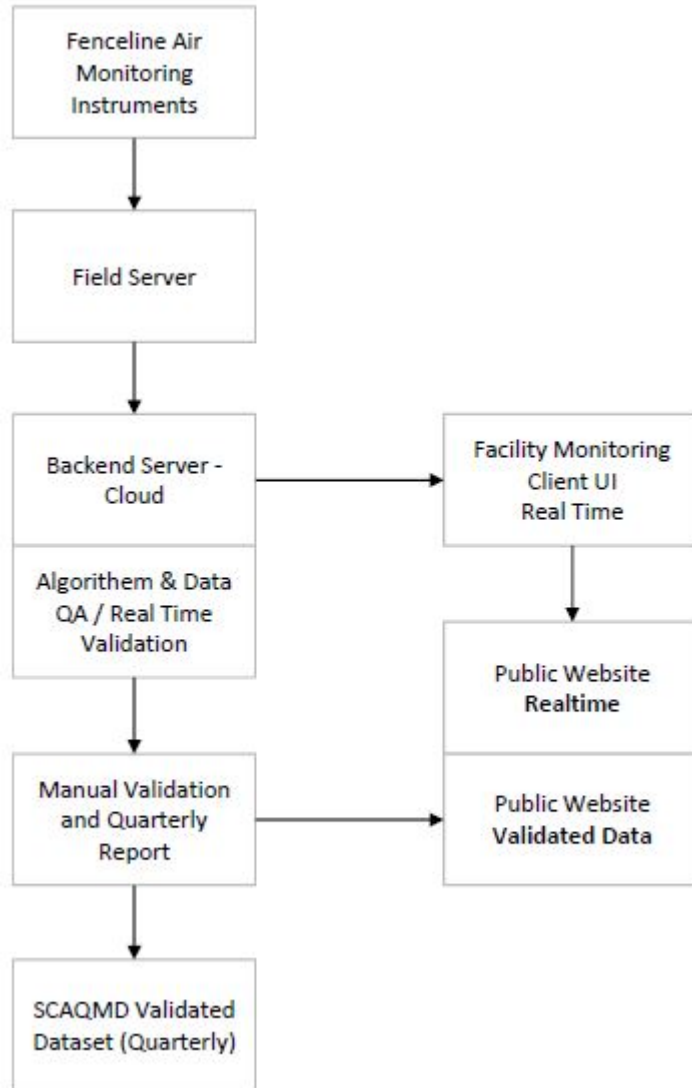 Fenceline Air
Monitoring
Instruments
Field Server
Backend Server -
Cloud
Facility Monitoring
Client UI
Real Time
Algorithem & Data
QA / Real Time
Validation
Public Website
Realtime
Manual Validation
and Quarterly
Report
Public Website
Validated Data
SCAQMD Validated
Dataset (Quarterly)